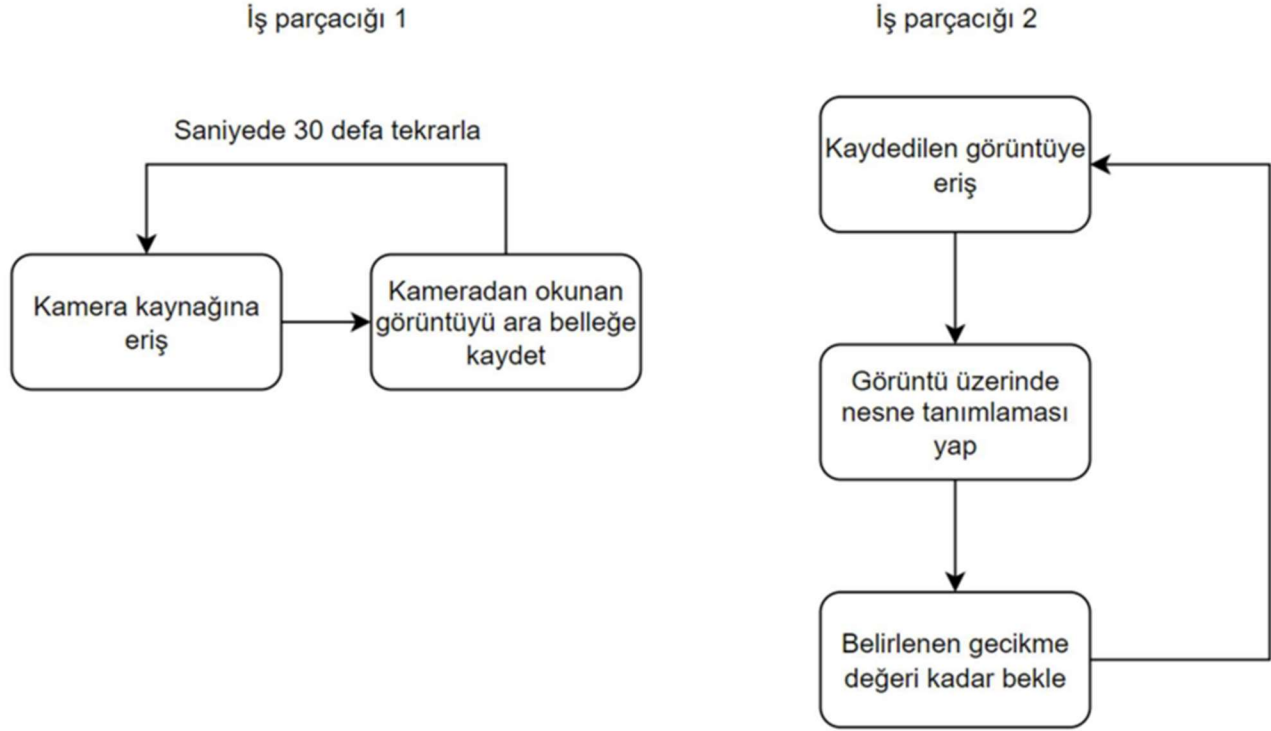 İş parçacığı 1
Saniyede 30 defa tekrarla
Kamera kaynağına
eriş
Kameradan okunan
görüntüyü ara belleğe
kaydet
İş parçacığı 2
Kaydedilen görüntüye
eriş
Görüntü üzerinde
nesne tanımlaması
yap
Belirlenen gecikme
değeri kadar bekle